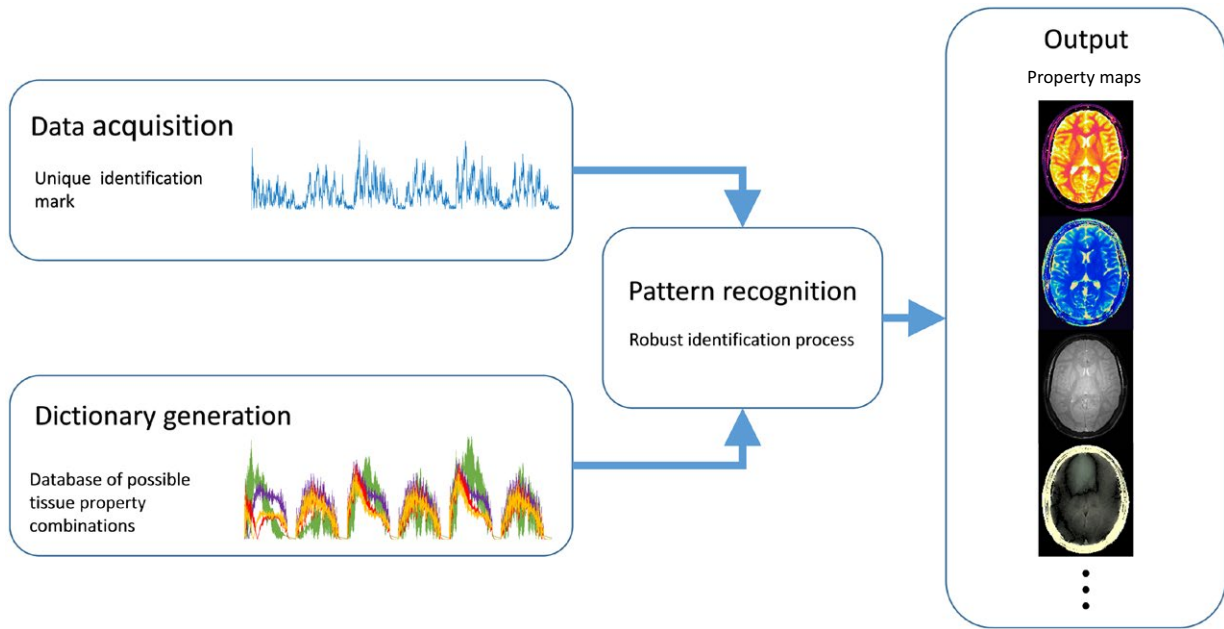 Data acquisition
Unique identification
mark
Dictionary generation
Database of possible
tissue property
combinations
Pattern recognition
Robust identification process
Output
Property maps